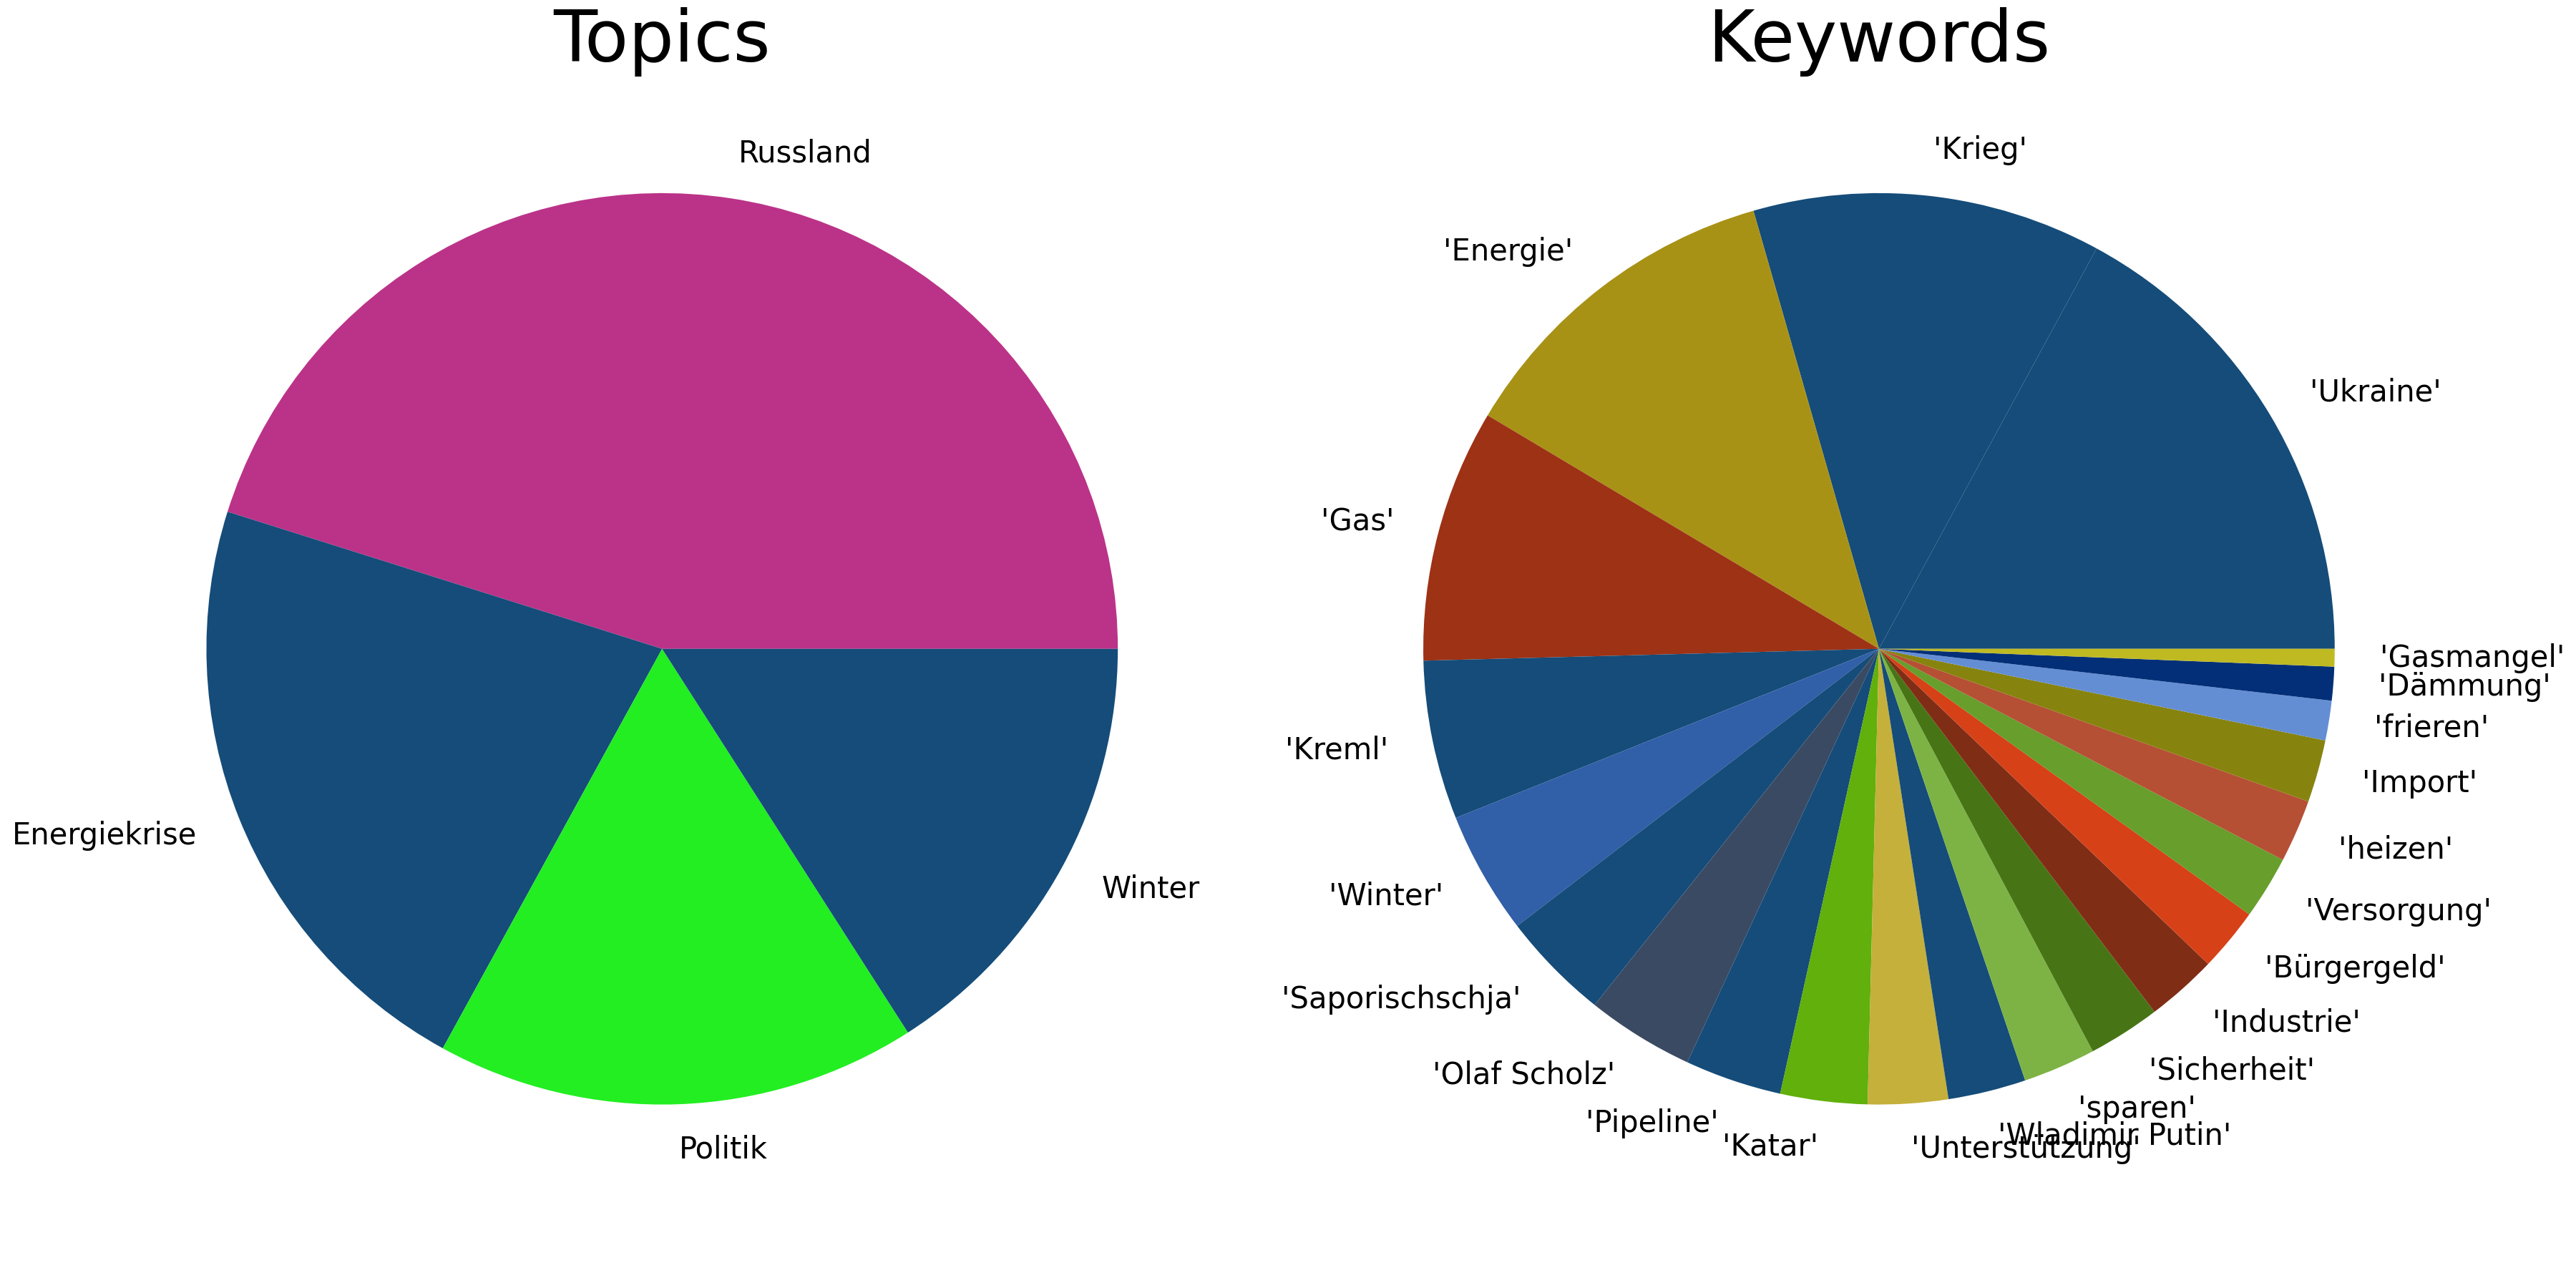 Topics
Russland
Energiekrise
Politik
Winter
Keywords
'Ukraine'
'Krieg'
'Energie'
'Gas'
'Kreml'
'Winter'
'Saporischschja'
'Olaf Scholz'
'Pipeline'
'Katar'
'Unterstützung'
'Wladimir Putin'
'sparen'
'Sicherheit'
'Industrie'
'Bürgergeld'
'Versorgung'
'heizen'
'Import'
'frieren'
'Dämmung'
'Gasmangel'